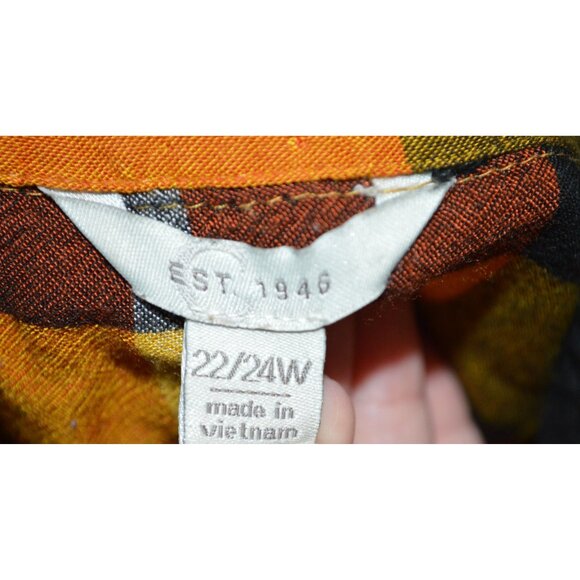 EST. 1946
22/24W
made in
vietnam